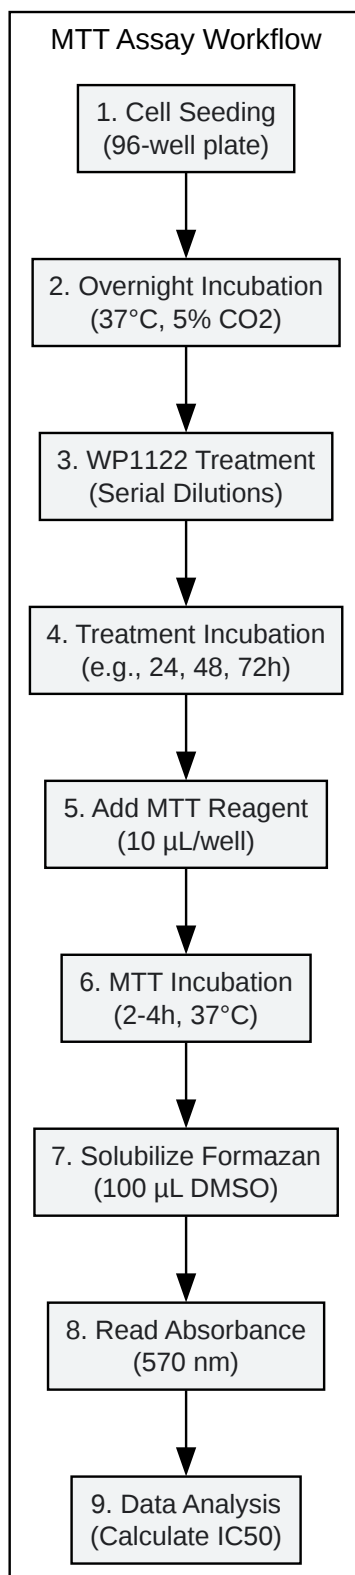 MTT Assay Workflow
1. Cell Seeding
(96-well plate)
2. Overnight Incubation
(37°C, 5% CO2)
3. WP1122 Treatment
(Serial Dilutions)
4. Treatment Incubation
(e.g., 24, 48, 72h)
5. Add MTT Reagent
(10 µL/well)
6. MTT Incubation
(2-4h, 37°C)
7. Solubilize Formazan
(100 µL DMSO)
8. Read Absorbance
(570 nm)
9. Data Analysis
(Calculate IC50)